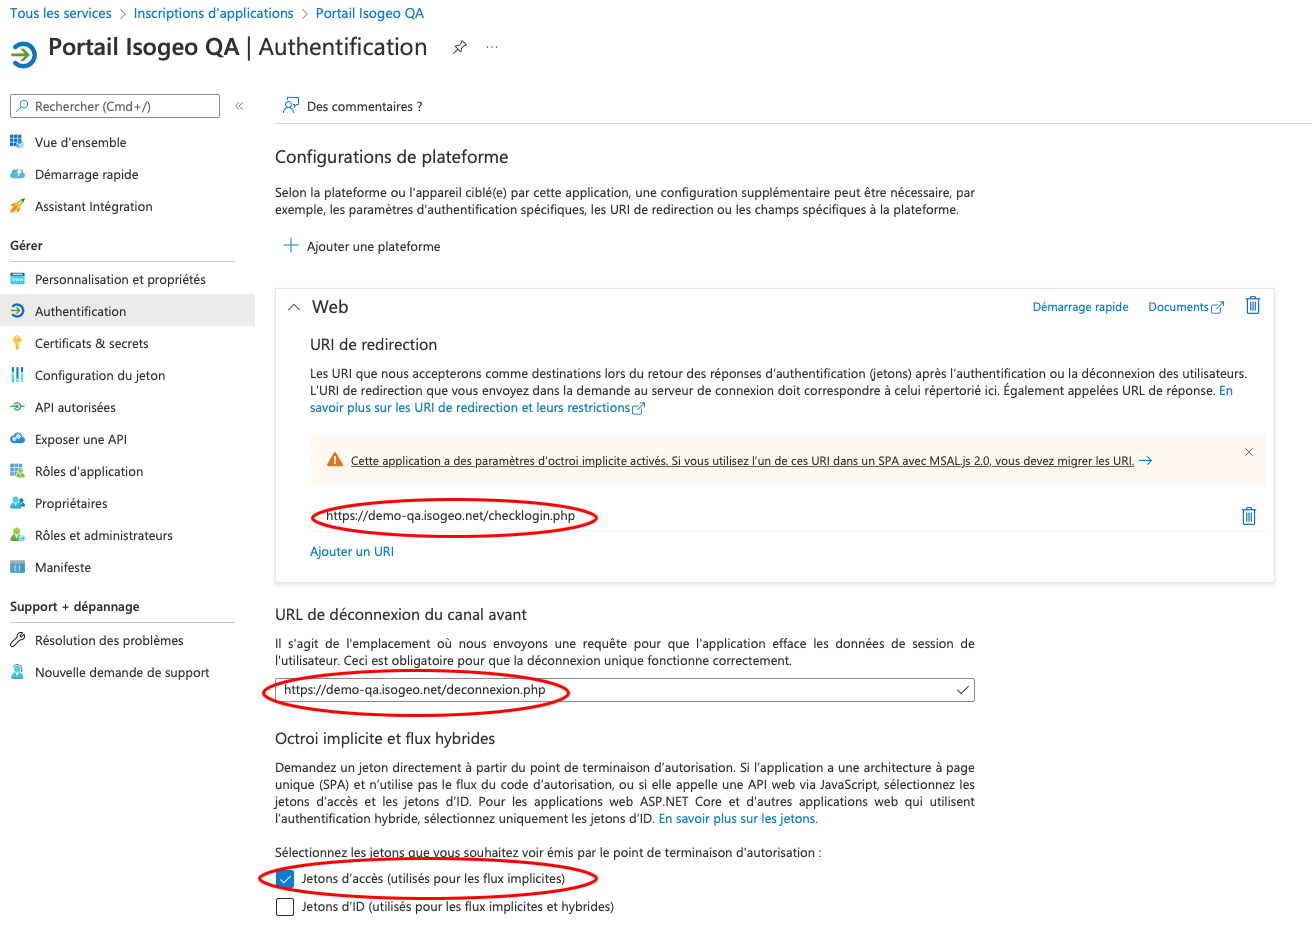 Tous les services > Inscriptions d'applications > Portail Isogeo QA
Portail Isogeo QA | Authentification
Rechercher (Cmd+/)
Vue d'ensemble
Démarrage rapide
Assistant Intégration
Gérer
Personnalisation et propriétés
Authentification
Certificats & secrets
Configuration du jeton
API autorisées
Exposer une API
Rôles d'application
Propriétaires
Rôles et administrateurs
Manifeste
Support + dépannage
Résolution des problèmes
Nouvelle demande de support
Des commentaires ?
Configurations de plateforme
Selon la plateforme ou l'appareil ciblé(e) par cette application, une configuration supplémentaire peut être nécessaire, par
exemple, les paramètres d'authentification spécifiques, les URI de redirection ou les champs spécifiques à la plateforme.
Ajouter une plateforme
Web
Démarrage rapide
Documents
URI de redirection
Les URI que nous accepterons comme destinations lors du retour des réponses d’authentification (jetons) après l’authentification ou la déconnexion des utilisateurs.
L’URI de redirection que vous envoyez dans la demande au serveur de connexion doit correspondre à celui répertorié ici. Également appelées URL de réponse. En
savoir plus sur les URI de redirection et leurs restrictions
Cette application a des paramètres d’octroi implicite activés. Si vous utilisez l’un de ces URI dans un SPA avec MSAL.js 2.0, vous devez migrer les URI.
https://demo-qa.isogeo.net/checklogin.php
Ajouter un URI
URL de déconnexion du canal avant
Il s'agit de l'emplacement où nous envoyons une requête pour que l'application efface les données de session de
l'utilisateur. Ceci est obligatoire pour que la déconnexion unique fonctionne correctement.
https://demo-qa.isogeo.net/deconnexion.php
Octroi implicite et flux hybrides
Demandez un jeton directement à partir du point de terminaison d’autorisation. Si l’application a une architecture à page
unique (SPA) et n’utilise pas le flux du code d’autorisation, ou si elle appelle une API web via JavaScript, sélectionnez les
jetons d’accès et les jetons d’ID. Pour les applications web ASP.NET Core et d’autres applications web qui utilisent
l’authentification hybride, sélectionnez uniquement les jetons d’ID. En savoir plus sur les jetons.
Sélectionnez les jetons que vous souhaitez voir émis par le point de terminaison d'autorisation :
Jetons d’accès (utilisés pour les flux implicites)
Jetons d’ID (utilisés pour les flux implicites et hybrides)